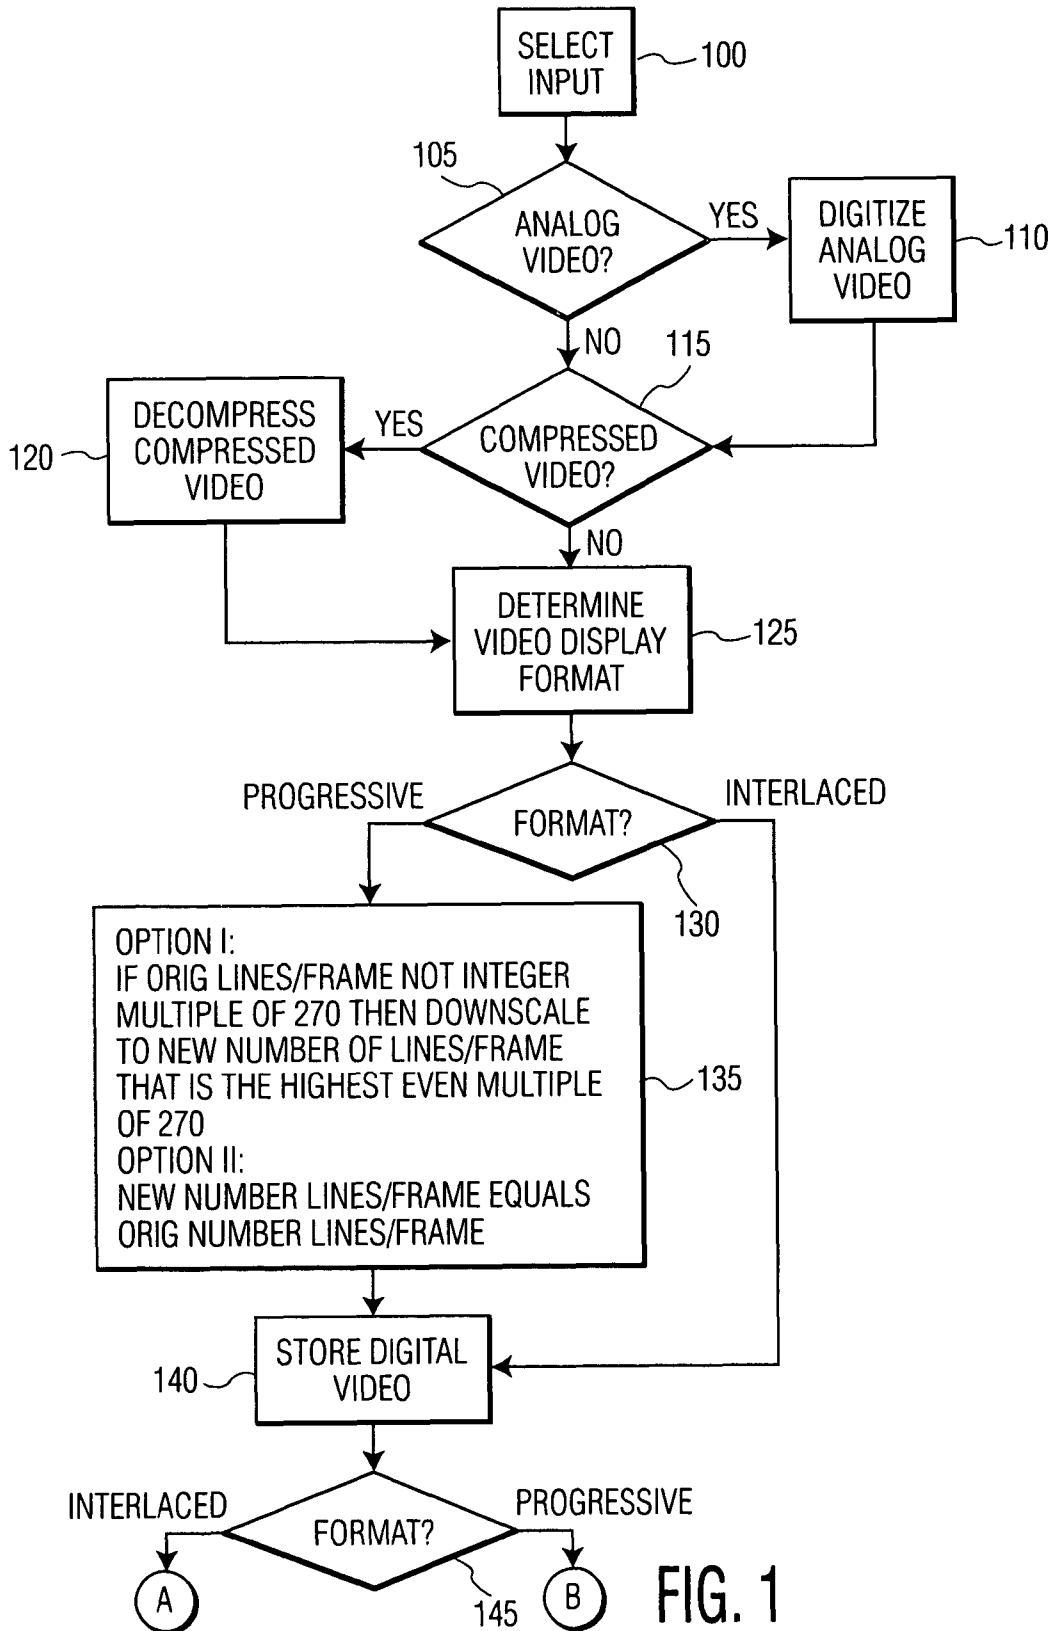 SELECT
INPUT
100
105
ANALOG
VIDEO?
YES
DIGITIZE
ANALOG
VIDEO
110
NO
115
DECOMPRESS
COMPRESSED
VIDEO
120
YES
COMPRESSED
VIDEO?
NO
DETERMINE
VIDEO DISPLAY
FORMAT
125
PROGRESSIVE
INTERLACED
FORMAT?
130
OPTION I:
IF ORIG LINES/FRAME NOT INTEGER
MULTIPLE OF 270 THEN DOWNSCALE
TO NEW NUMBER OF LINES/FRAME
THAT IS THE HIGHEST EVEN MULTIPLE
OF 270
OPTION II:
NEW NUMBER LINES/FRAME EQUALS
ORIG NUMBER LINES/FRAME
135
STORE DIGITAL
VIDEO
140
INTERLACED
PROGRESSIVE
FORMAT?
145
A
B
FIG. 1